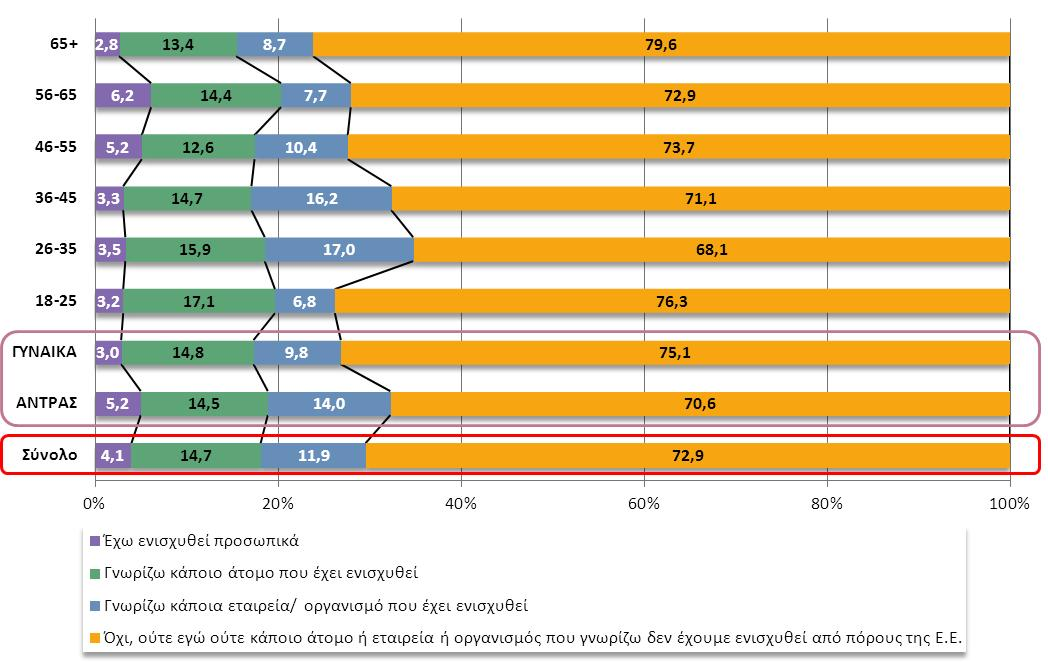 65+ 2,8 13,4 8,7 79,6
56-65 6,2 14,4 7,7 72,9
46-55 5,2 12,6 10,4 73,7
36-45 3,3 14,7 16,2 71,1
26-35 3,5 15,9 17,0 68,1
18-25 3,2 17,1 6,8 76,3
ΓΥΝΑΙΚΑ 3,0 14,8 9,8 75,1
ΑΝΤΡΑΣ 5,2 14,5 14,0 70,6
Σύνολο 4,1 14,7 11,9 72,9
0% 20% 40% 60% 80% 100%
Έχω ενισχυθεί προσωπικά
Γνωρίζω κάποιο άτομο που έχει ενισχυθεί
Γνωρίζω κάποια εταιρεία/ οργανισμό που έχει ενισχυθεί
Όχι, ούτε εγώ ούτε κάποιο άτομο ή εταιρεία ή οργανισμός που γνωρίζω δεν έχουμε ενισχυθεί από πόρους της Ε.Ε.